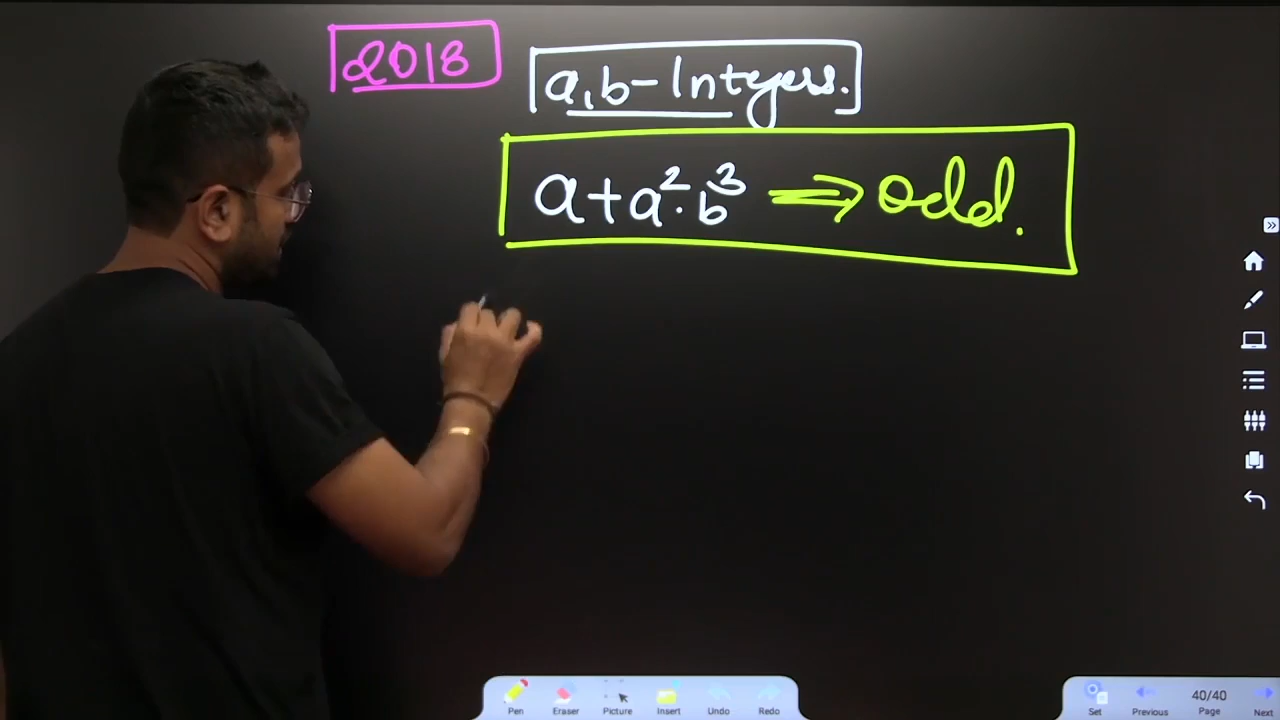 2018
a,b - Integers.
a+a²·b³ ⇒ odd.
Pen Eraser Picture Insert Undo Redo
Set Previous 40/40 Page Next